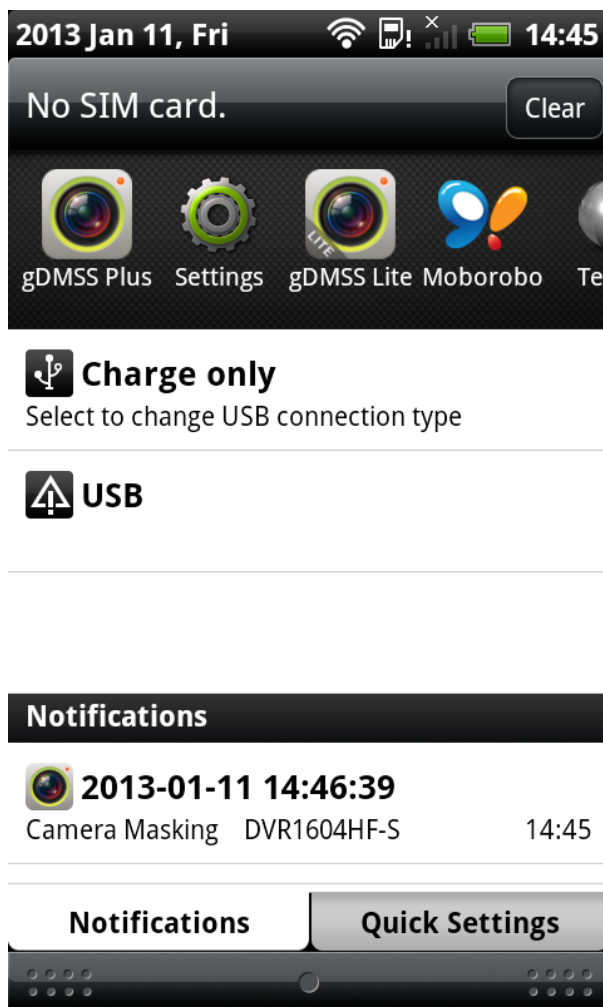 2013 Jan 11, Fri 14:45
No SIM card. Clear
LITE
gDMSS Plus Settings gDMSS Lite Moborobo Te
Charge only
Select to change USB connection type
USB
Notifications
2013-01-11 14:46:39
Camera Masking DVR1604HF-S 14:45
Notifications Quick Settings